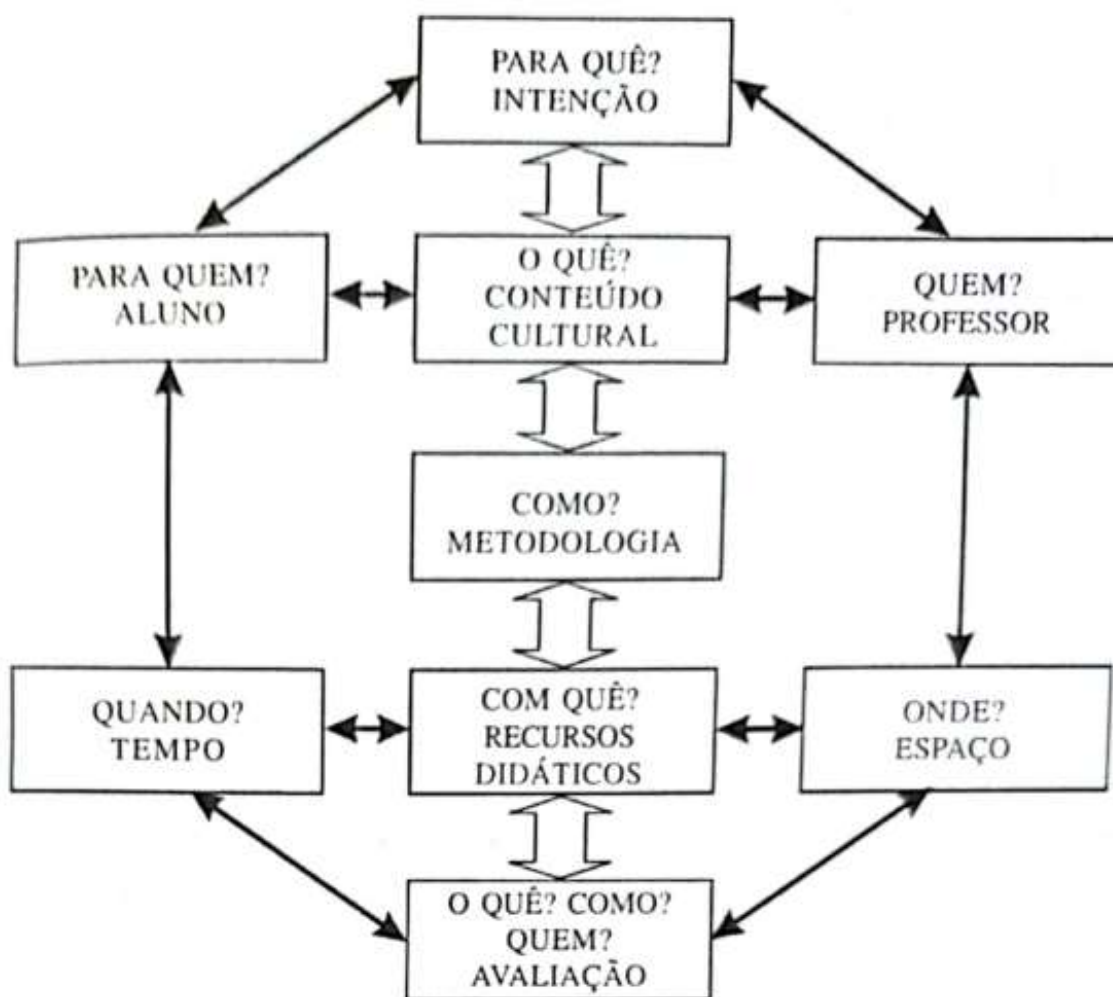 PARA QUÊ?
INTENÇÃO
PARA QUEM?
ALUNO
O QUÊ?
CONTEÚDO
CULTURAL
QUEM?
PROFESSOR
COMO?
METODOLOGIA
QUANDO?
TEMPO
COM QUÊ?
RECURSOS
DIDÁTICOS
ONDE?
ESPAÇO
O QUÊ? COMO?
QUEM?
AVALIAÇÃO